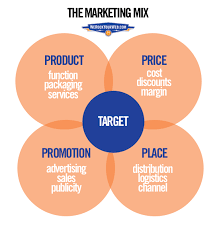 THE MARKETING MIX
PRODUCT
function
packaging
services
PRICE
cost
discounts
margin
TARGET
PROMOTION
advertising
sales
publicity
PLACE
distribution
logistics
channel